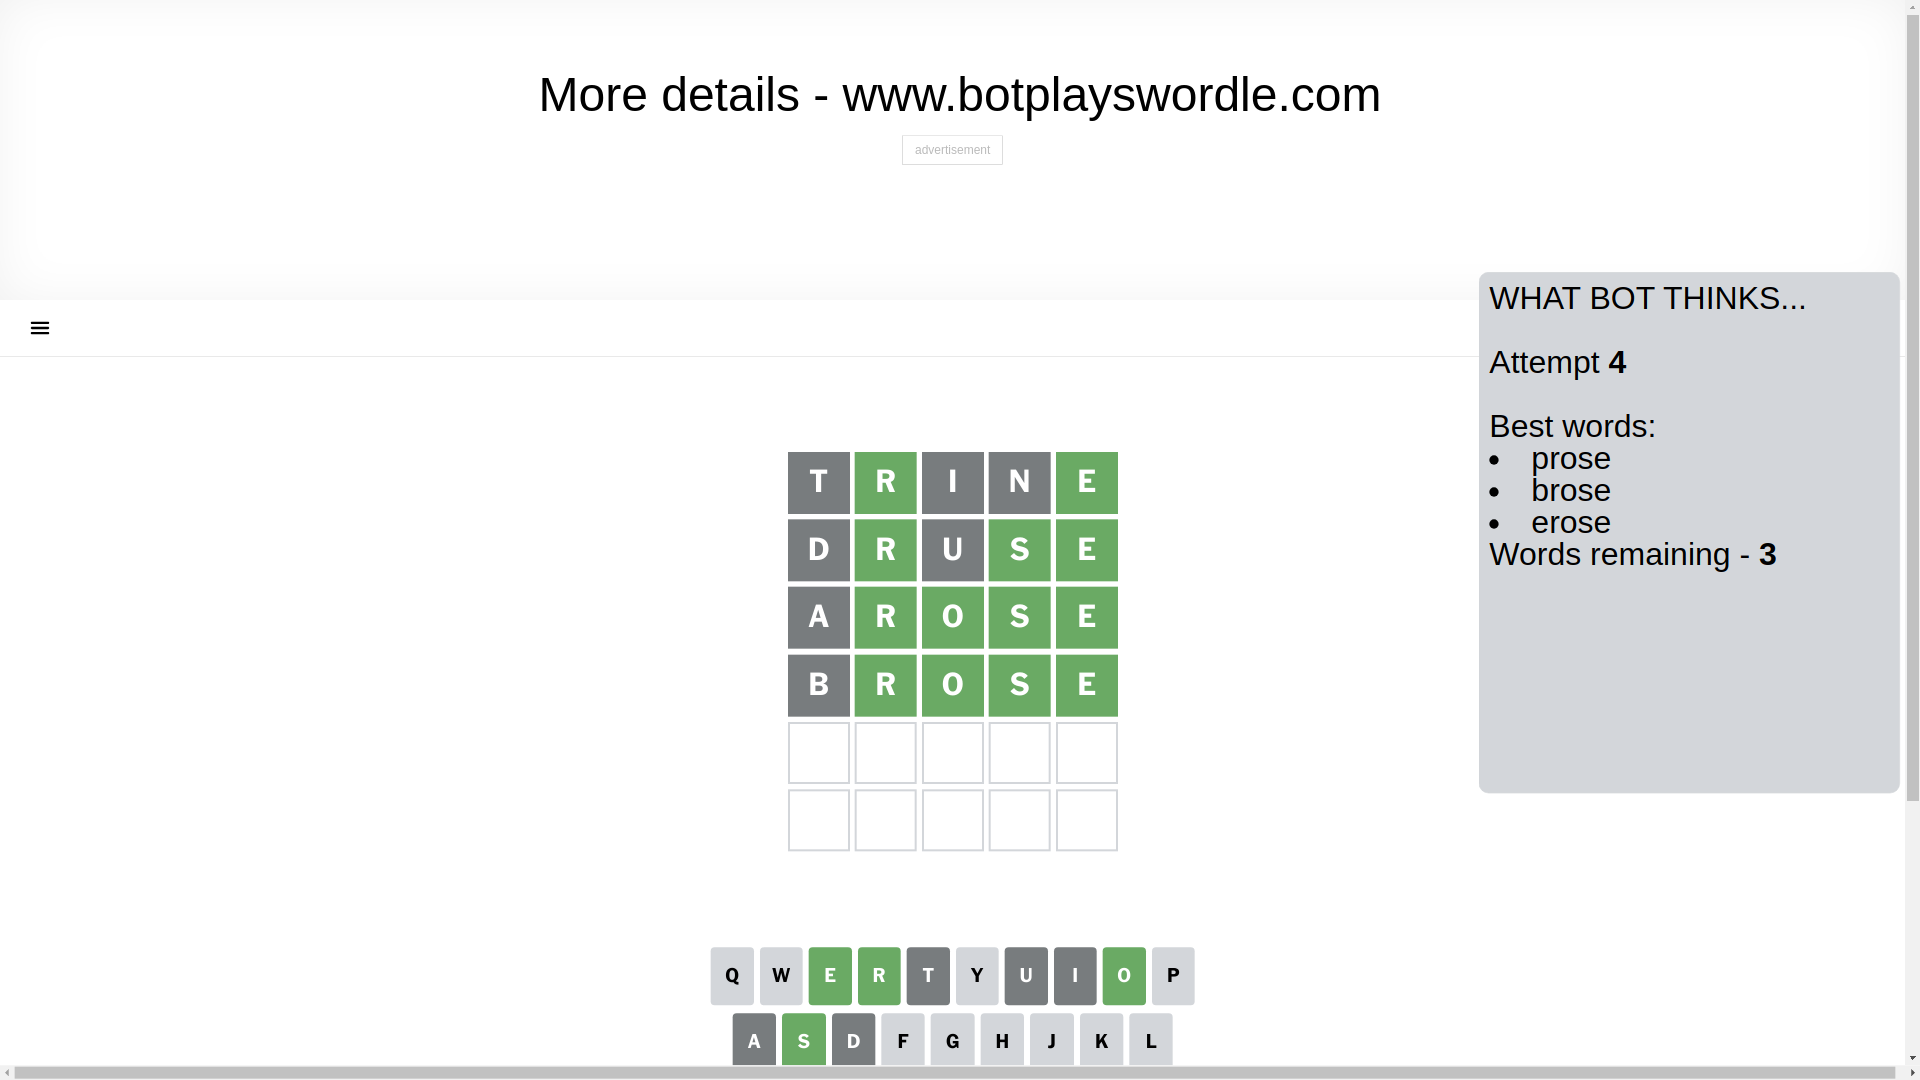 More details - www.botplayswordle.com
advertisement
WHAT BOT THINKS...
Attempt 4
Best words:
• prose
• brose
• erose
Words remaining - 3
T R I N E
D R U S E
A R O S E
B R O S E
Q W E R T Y U I O P
A S D F G H J K L